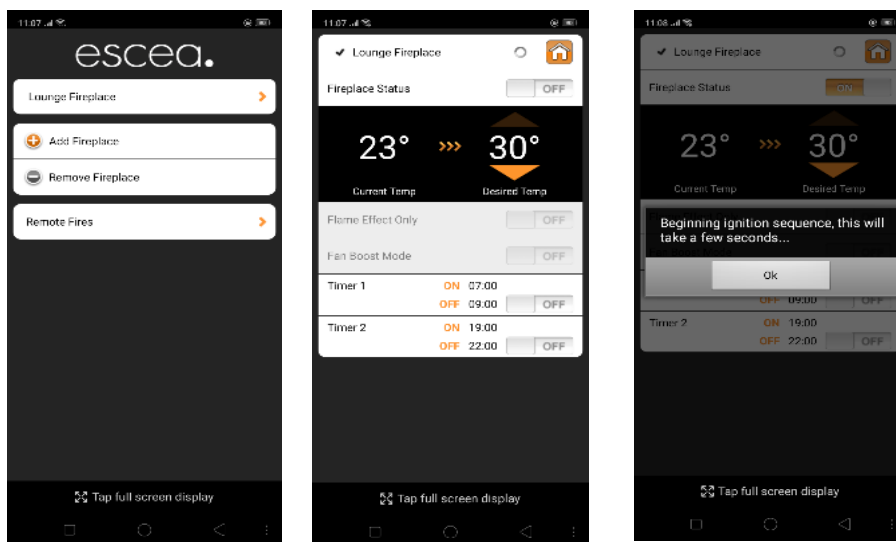 11:07
escea.
Lounge Fireplace
Add Fireplace
Remove Fireplace
Remote Fires
Tap full screen display
11:07
Lounge Fireplace
Fireplace Status OFF
23° >>> 30°
Current Temp Desired Temp
Flame Effect Only OFF
Fan Boost Mode OFF
Timer 1 ON 07:00
OFF 09:00 OFF
Timer 2 ON 19:00
OFF 22:00 OFF
Tap full screen display
11:08
Lounge Fireplace
Fireplace Status ON
23° >>> 30°
Current Temp Desired Temp
Beginning ignition sequence, this will
take a few seconds...
Ok
OFF 09:00 OFF
Timer 2 ON 19:00
OFF 22:00 OFF
Tap full screen display